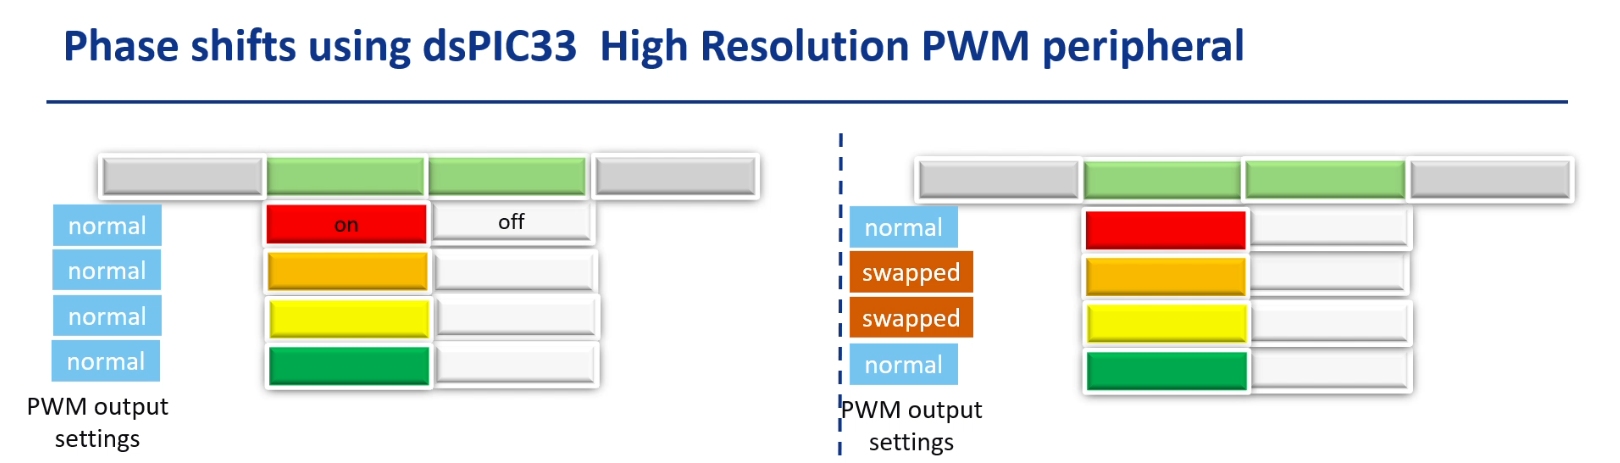 Phase shifts using dsPIC33  High Resolution PWM peripheral
normal
on
off
normal
normal
normal
PWM output
settings
normal
swapped
swapped
normal
PWM output
settings